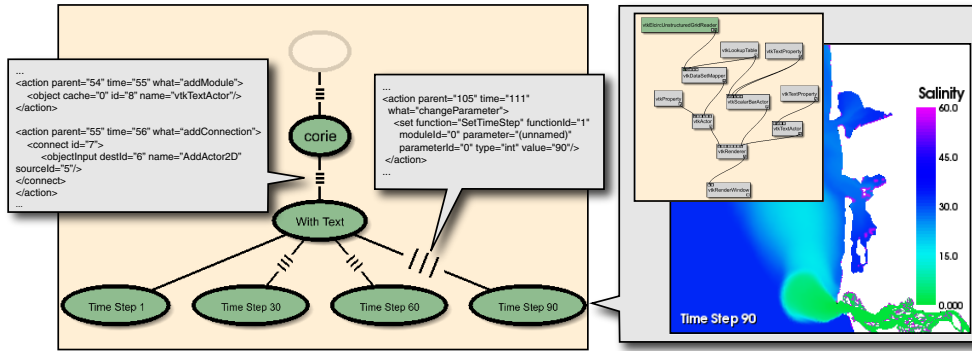 ...
<action parent="54" time="55" what="addModule">
<object cache="0" id="8" name="vtkTextActor"/>
</action>
<action parent="55" time="56" what="addConnection">
<connect id="7">
<objectInput destId="6" name="AddActor2D"
sourceId="5"/>
</connect>
</action>
...
corie
With Text
Time Step 1
Time Step 30
Time Step 60
Time Step 90
...
<action parent="105" time="111"
what="changeParameter">
<set function="SetTimeStep" functionId="1"
moduleId="0" parameter="(unnamed)"
parameterId="0" type="int" value="90"/>
</action>
...
vtkElcircUnstructuredGridReader
vtkLookupTable
vtkTextProperty
vtkDataSetMapper
vtkProperty
vtkScalarBarActor
vtkTextProperty
vtkActor
vtkTextActor
vtkRenderer
vtkRenderWindow
Salinity
60.0
45.0
30.0
15.0
0.000
Time Step 90